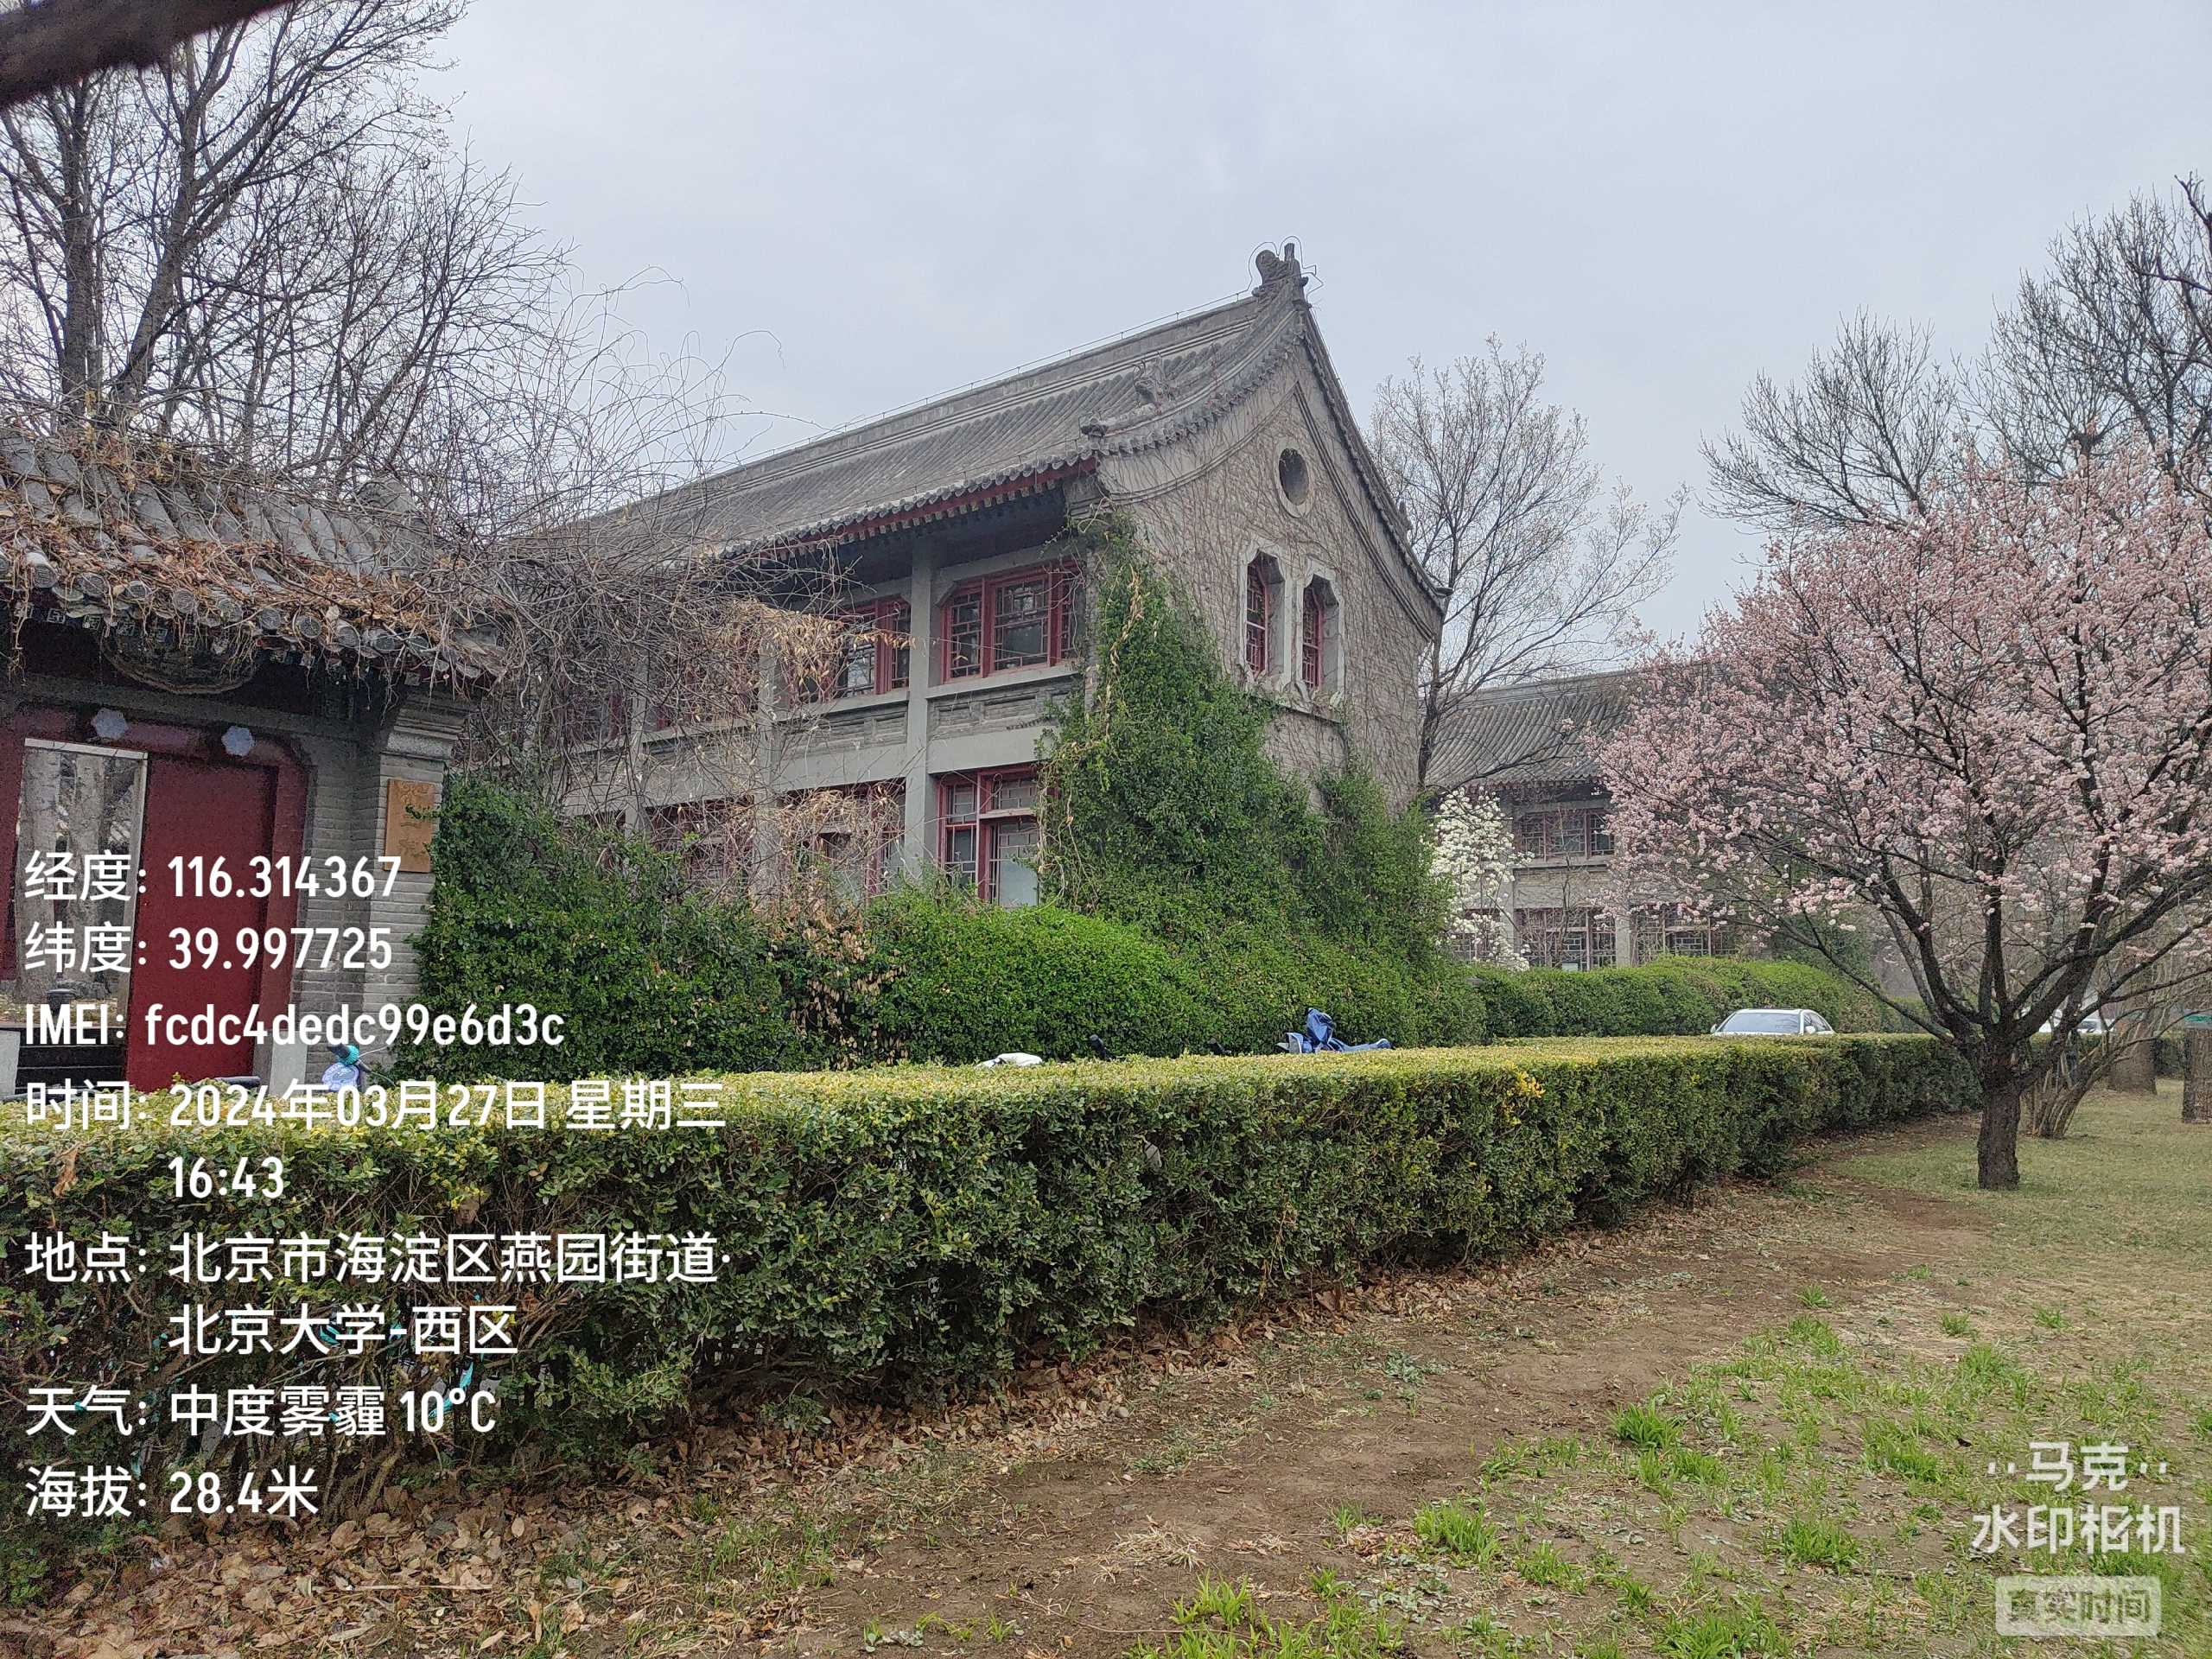 经度: 116.314367
纬度: 39.997725
IMEI: fcdc4dedc99e6d3c
时间: 2024年03月27日 星期三
16:43
地点: 北京市海淀区燕园街道·
北京大学-西区
天气: 中度雾霾 10°C
海拔: 28.4米
马克
水印相机
真实时间